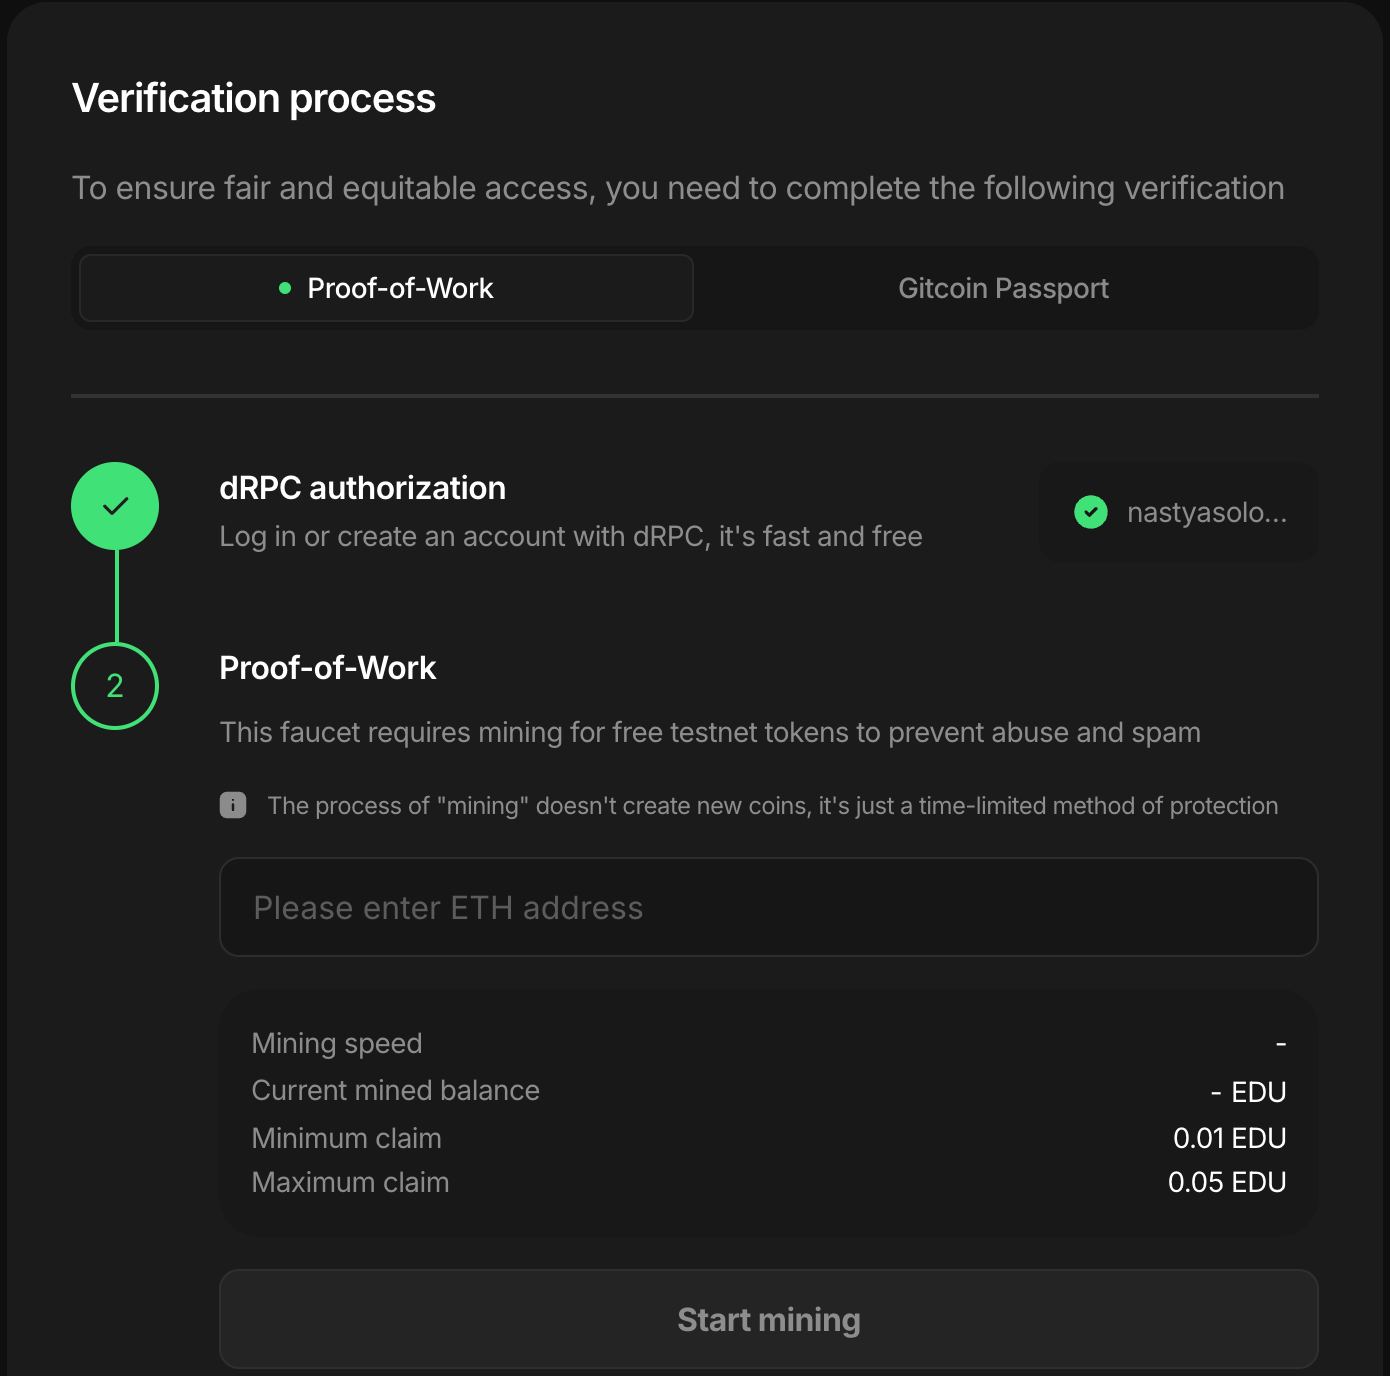 Verification process
To ensure fair and equitable access, you need to complete the following verification
Proof-of-Work
Gitcoin Passport
dRPC authorization
Log in or create an account with dRPC, it's fast and free
nastyasolo...
2
Proof-of-Work
This faucet requires mining for free testnet tokens to prevent abuse and spam
i The process of "mining" doesn't create new coins, it's just a time-limited method of protection
Please enter ETH address
Mining speed -
Current mined balance - EDU
Minimum claim 0.01 EDU
Maximum claim 0.05 EDU
Start mining